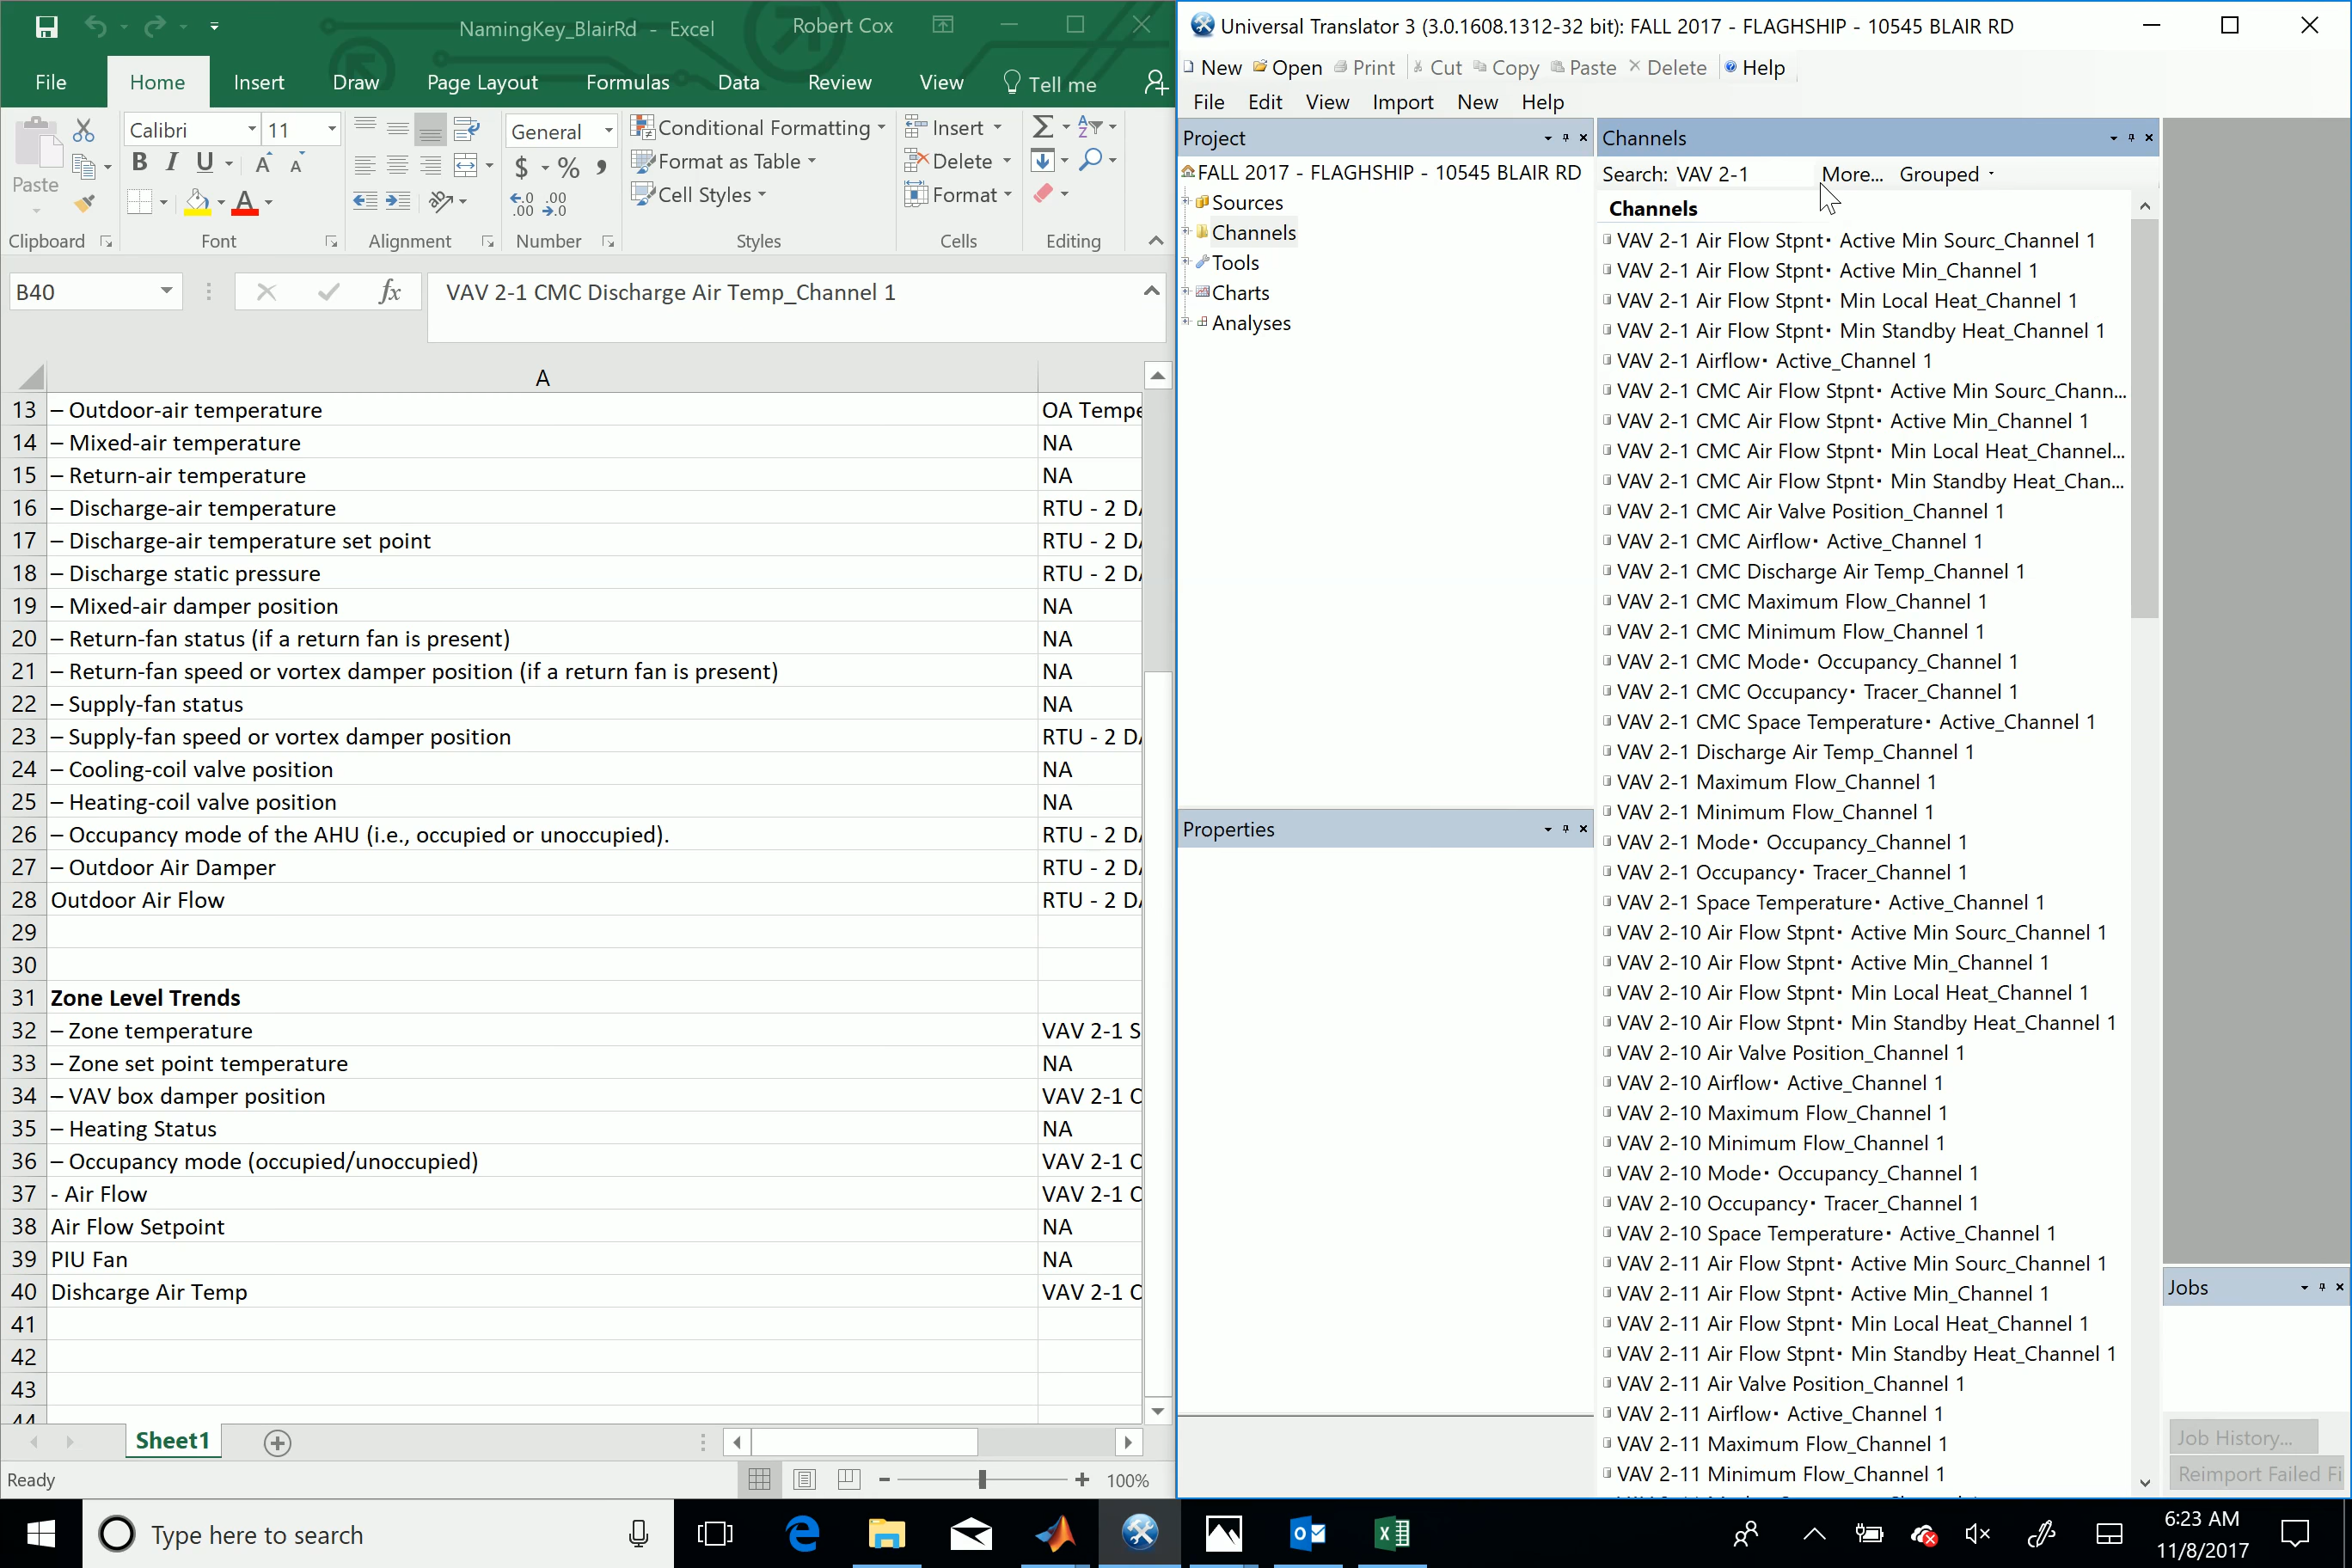 NamingKey_BlairRd - Excel
Robert Cox
File Home Insert Draw Page Layout Formulas Data Review View Tell me
Paste
Calibri 11
B I U A A
General
$ % ,
Conditional Formatting
Format as Table
Cell Styles
Insert
Delete
Format
Clipboard Font Alignment Number Styles Cells Editing
B40
fx
VAV 2-1 CMC Discharge Air Temp_Channel 1
A
13 – Outdoor-air temperature OA Tempe
14 – Mixed-air temperature NA
15 – Return-air temperature NA
16 – Discharge-air temperature RTU - 2 DA
17 – Discharge-air temperature set point RTU - 2 DA
18 – Discharge static pressure RTU - 2 DA
19 – Mixed-air damper position NA
20 – Return-fan status (if a return fan is present) NA
21 – Return-fan speed or vortex damper position (if a return fan is present) NA
22 – Supply-fan status NA
23 – Supply-fan speed or vortex damper position RTU - 2 DA
24 – Cooling-coil valve position NA
25 – Heating-coil valve position NA
26 – Occupancy mode of the AHU (i.e., occupied or unoccupied). RTU - 2 DA
27 – Outdoor Air Damper RTU - 2 DA
28 Outdoor Air Flow RTU - 2 DA
29
30
31 Zone Level Trends
32 – Zone temperature VAV 2-1 S
33 – Zone set point temperature NA
34 – VAV box damper position VAV 2-1 C
35 – Heating Status NA
36 – Occupancy mode (occupied/unoccupied) VAV 2-1 C
37 - Air Flow VAV 2-1 C
38 Air Flow Setpoint NA
39 PIU Fan NA
40 Dishcarge Air Temp VAV 2-1 C
41
42
43
44
Sheet1
Ready
100%
Universal Translator 3 (3.0.1608.1312-32 bit): FALL 2017 - FLAGHSHIP - 10545 BLAIR RD
New Open Print Cut Copy Paste Delete Help
File Edit View Import New Help
Project
FALL 2017 - FLAGHSHIP - 10545 BLAIR RD
Sources
Channels
Tools
Charts
Analyses
Properties
Channels
Search: VAV 2-1 More... Grouped
Channels
VAV 2-1 Air Flow Stpnt· Active Min Sourc_Channel 1
VAV 2-1 Air Flow Stpnt· Active Min_Channel 1
VAV 2-1 Air Flow Stpnt· Min Local Heat_Channel 1
VAV 2-1 Air Flow Stpnt· Min Standby Heat_Channel 1
VAV 2-1 Airflow· Active_Channel 1
VAV 2-1 CMC Air Flow Stpnt· Active Min Sourc_Chann...
VAV 2-1 CMC Air Flow Stpnt· Active Min_Channel 1
VAV 2-1 CMC Air Flow Stpnt· Min Local Heat_Channel...
VAV 2-1 CMC Air Flow Stpnt· Min Standby Heat_Chan...
VAV 2-1 CMC Air Valve Position_Channel 1
VAV 2-1 CMC Airflow· Active_Channel 1
VAV 2-1 CMC Discharge Air Temp_Channel 1
VAV 2-1 CMC Maximum Flow_Channel 1
VAV 2-1 CMC Minimum Flow_Channel 1
VAV 2-1 CMC Mode· Occupancy_Channel 1
VAV 2-1 CMC Occupancy· Tracer_Channel 1
VAV 2-1 CMC Space Temperature· Active_Channel 1
VAV 2-1 Discharge Air Temp_Channel 1
VAV 2-1 Maximum Flow_Channel 1
VAV 2-1 Minimum Flow_Channel 1
VAV 2-1 Mode· Occupancy_Channel 1
VAV 2-1 Occupancy· Tracer_Channel 1
VAV 2-1 Space Temperature· Active_Channel 1
VAV 2-10 Air Flow Stpnt· Active Min Sourc_Channel 1
VAV 2-10 Air Flow Stpnt· Active Min_Channel 1
VAV 2-10 Air Flow Stpnt· Min Local Heat_Channel 1
VAV 2-10 Air Flow Stpnt· Min Standby Heat_Channel 1
VAV 2-10 Air Valve Position_Channel 1
VAV 2-10 Airflow· Active_Channel 1
VAV 2-10 Maximum Flow_Channel 1
VAV 2-10 Minimum Flow_Channel 1
VAV 2-10 Mode· Occupancy_Channel 1
VAV 2-10 Occupancy· Tracer_Channel 1
VAV 2-10 Space Temperature· Active_Channel 1
VAV 2-11 Air Flow Stpnt· Active Min Sourc_Channel 1
VAV 2-11 Air Flow Stpnt· Active Min_Channel 1
VAV 2-11 Air Flow Stpnt· Min Local Heat_Channel 1
VAV 2-11 Air Flow Stpnt· Min Standby Heat_Channel 1
VAV 2-11 Air Valve Position_Channel 1
VAV 2-11 Airflow· Active_Channel 1
VAV 2-11 Maximum Flow_Channel 1
VAV 2-11 Minimum Flow_Channel 1
Jobs
Job History...
Reimport Failed Fi
Type here to search
6:23 AM
11/8/2017